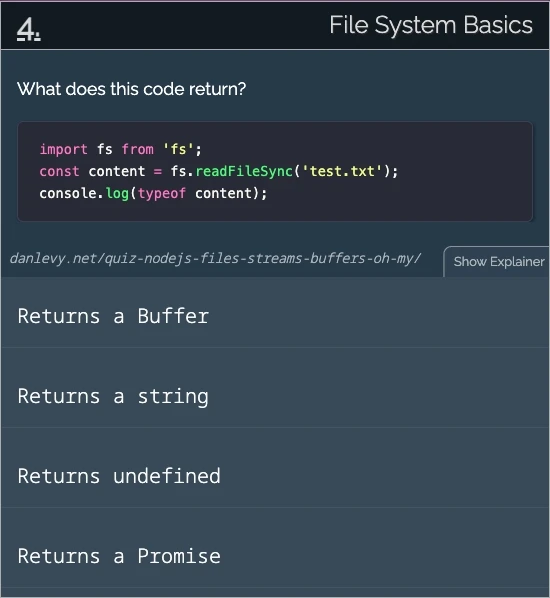 4.
File System Basics
What does this code return?
import fs from 'fs';
const content = fs.readFileSync('test.txt');
console.log(typeof content);
danlevy.net/quiz-nodejs-files-streams-buffers-oh-my/
Show Explainer
Returns a Buffer
Returns a string
Returns undefined
Returns a Promise